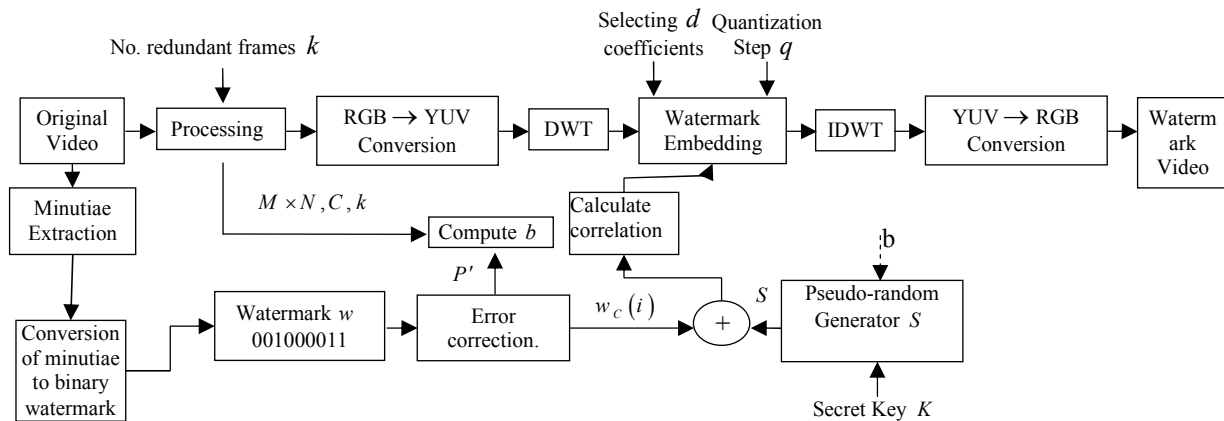 No. redundant frames k
Selecting d
coefficients
Quantization
Step q
Original
Video
Processing
RGB → YUV
Conversion
DWT
Watermark
Embedding
IDWT
YUV → RGB
Conversion
Waterm
ark
Video
Minutiae
Extraction
M × N , C , k
Compute b
Calculate
correlation
b
P′
Conversion
of minutiae
to binary
watermark
Watermark w
001000011
Error
correction.
w_C (i)
+
S
Pseudo-random
Generator S
Secret Key K